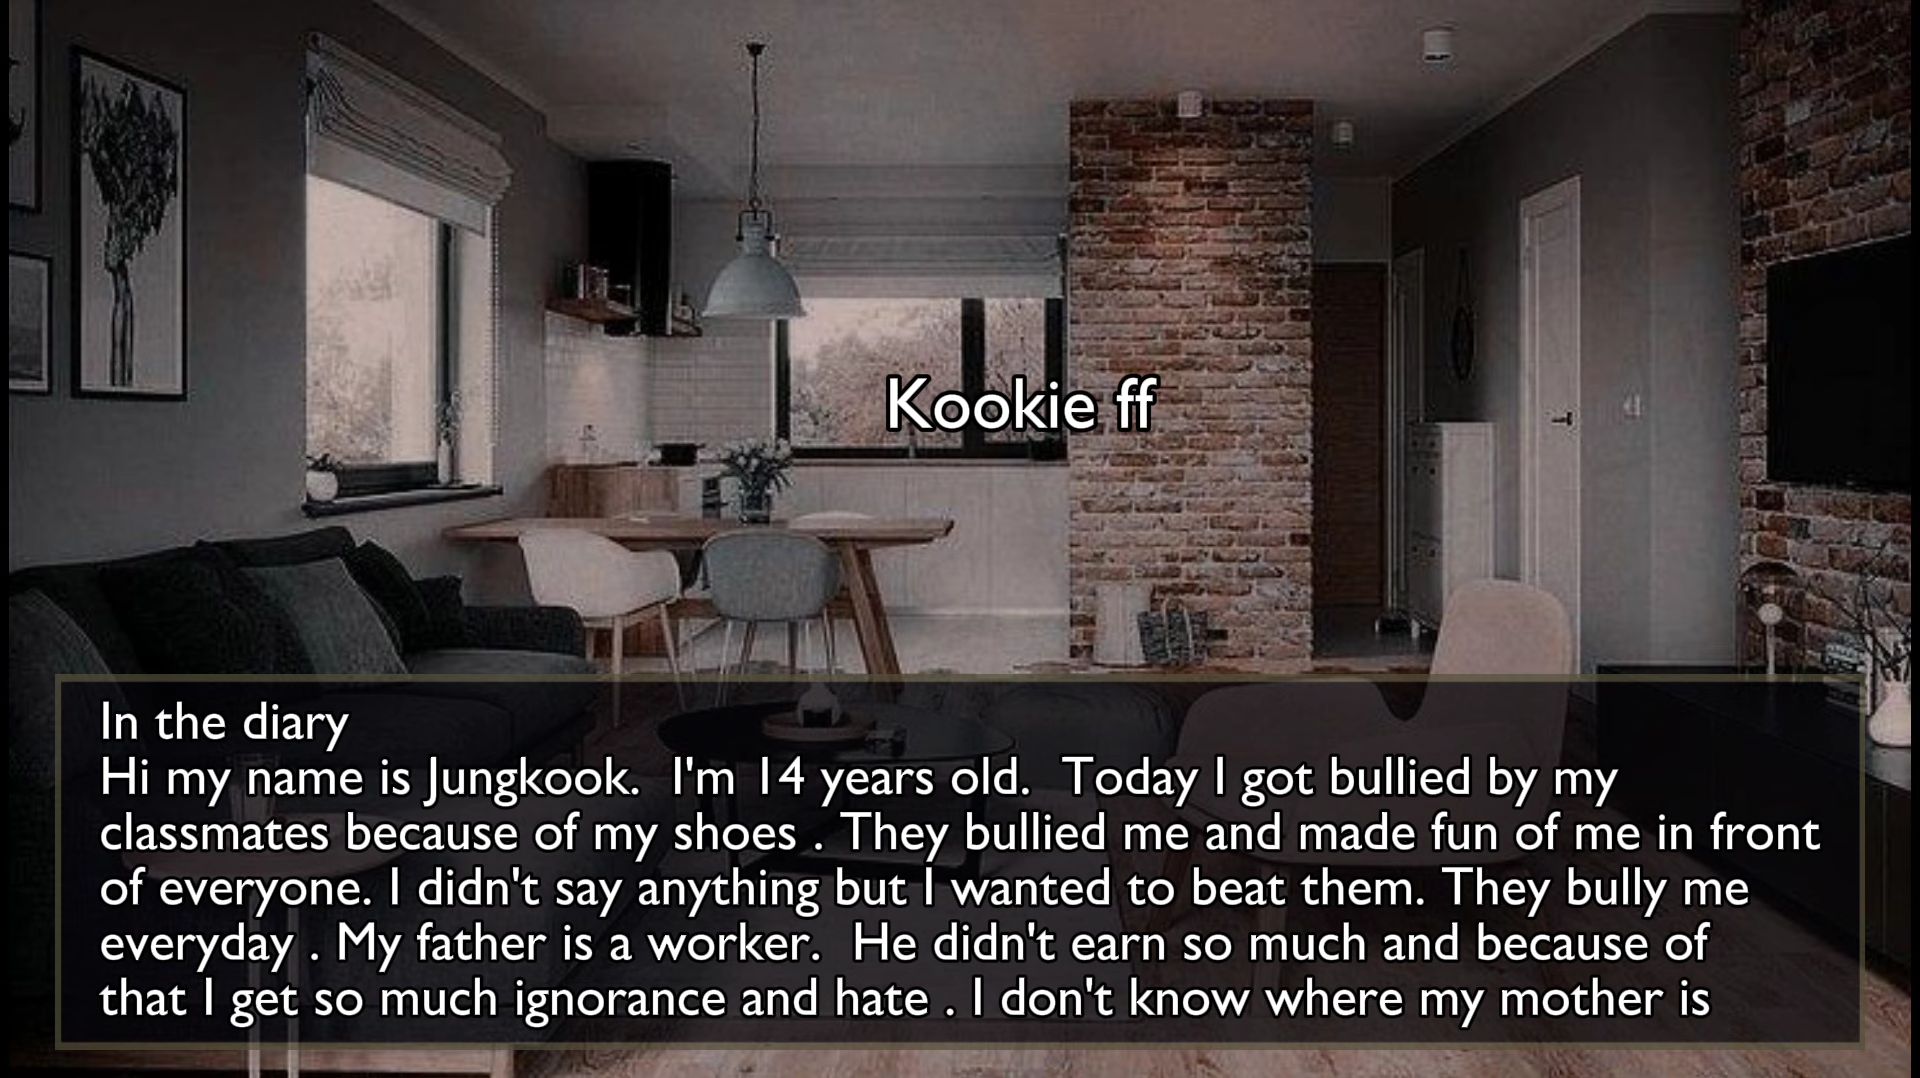 Kookie ff
In the diary
Hi my name is Jungkook.  I'm 14 years old.  Today I got bullied by my
classmates because of my shoes . They bullied me and made fun of me in front
of everyone. I didn't say anything but I wanted to beat them. They bully me
everyday . My father is a worker.  He didn't earn so much and because of
that I get so much ignorance and hate . I don't know where my mother is